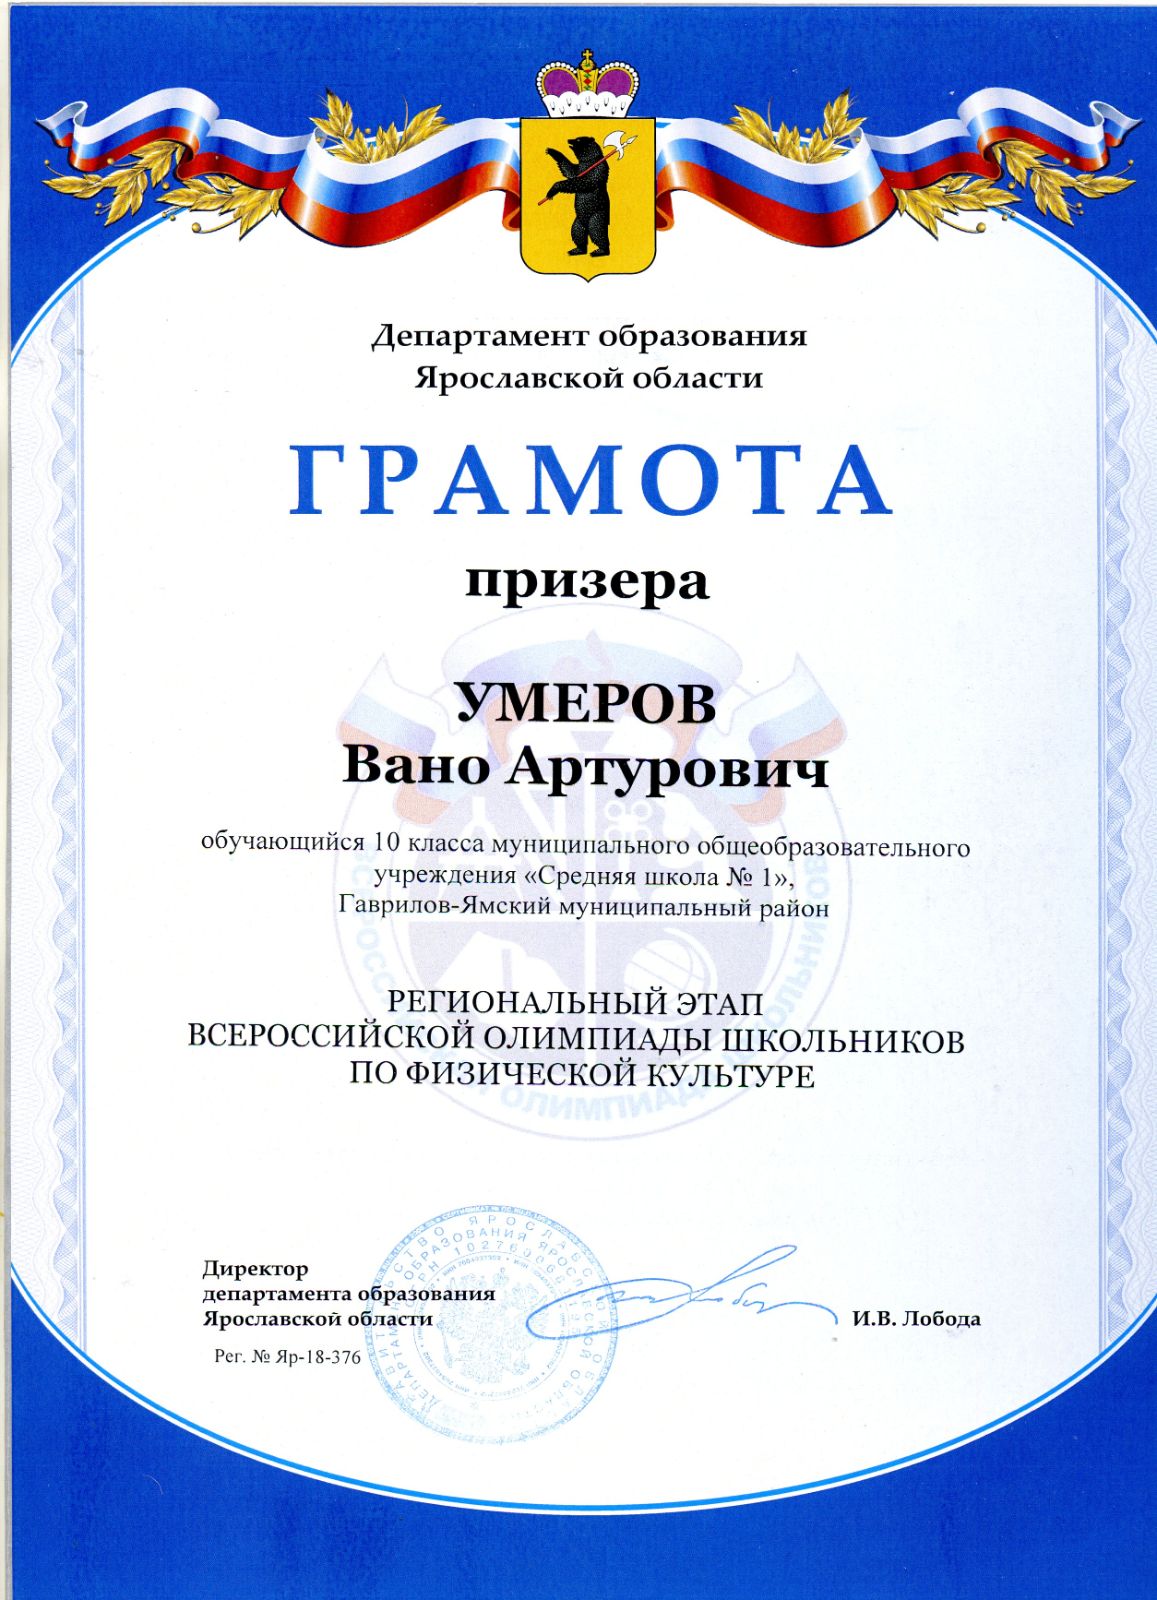 Департамент образования
Ярославской области
ГРАМОТА
призера
УМЕРОВ
Вано Артурович
обучающийся 10 класса муниципального общеобразовательного
учреждения «Средняя школа № 1»,
Гаврилов-Ямский муниципальный район
РЕГИОНАЛЬНЫЙ ЭТАП
ВСЕРОССИЙСКОЙ ОЛИМПИАДЫ ШКОЛЬНИКОВ
ПО ФИЗИЧЕСКОЙ КУЛЬТУРЕ
Директор
департамента образования
Ярославской области
И.В. Лобода
Рег. № Яр-18-376